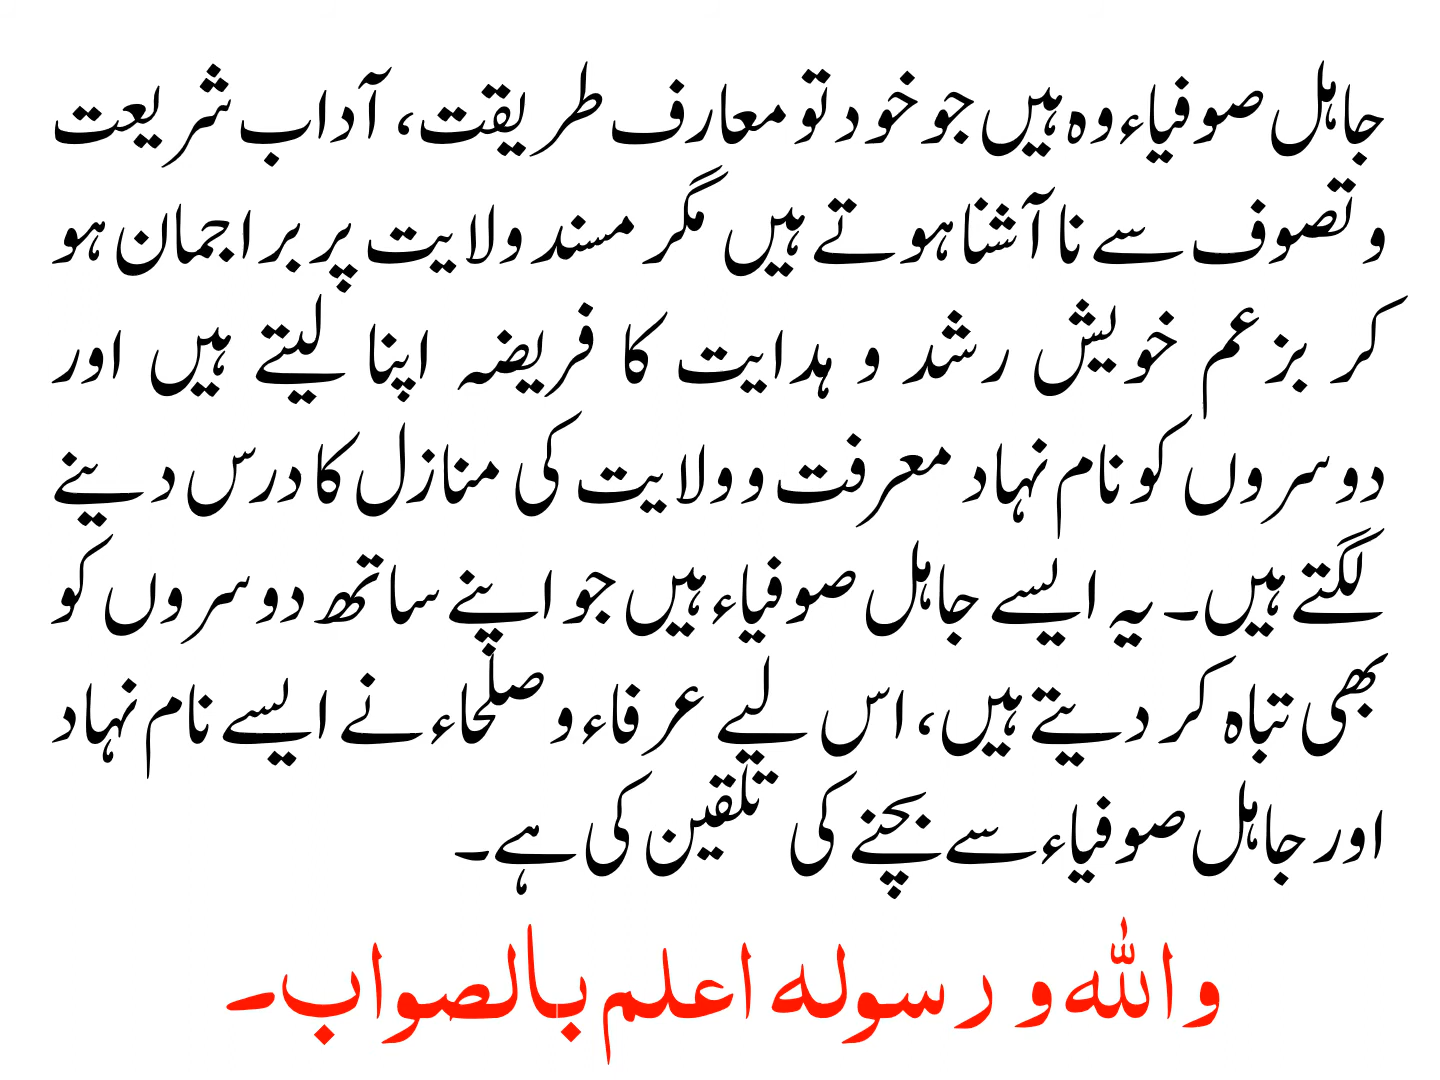 جاہل صوفیاء وہ ہیں جو خود تو معارف طریقت، آداب شریعت
و تصوف سے نا آشنا ہوتے ہیں مگر مسند ولایت پر براجمان ہو
کر بزعم خویش رشد و ہدایت کا فریضہ اپنا لیتے ہیں اور
دوسروں کو نام نہاد معرفت و ولایت کی منازل کا درس دینے
لگتے ہیں۔ یہ ایسے جاہل صوفیاء ہیں جو اپنے ساتھ دوسروں کو
بھی تباہ کر دیتے ہیں، اس لیے عرفاء و صلحاء نے ایسے نام نہاد
اور جاہل صوفیاء سے بچنے کی تلقین کی ہے۔
واللہ و رسولہ اعلم بالصواب۔